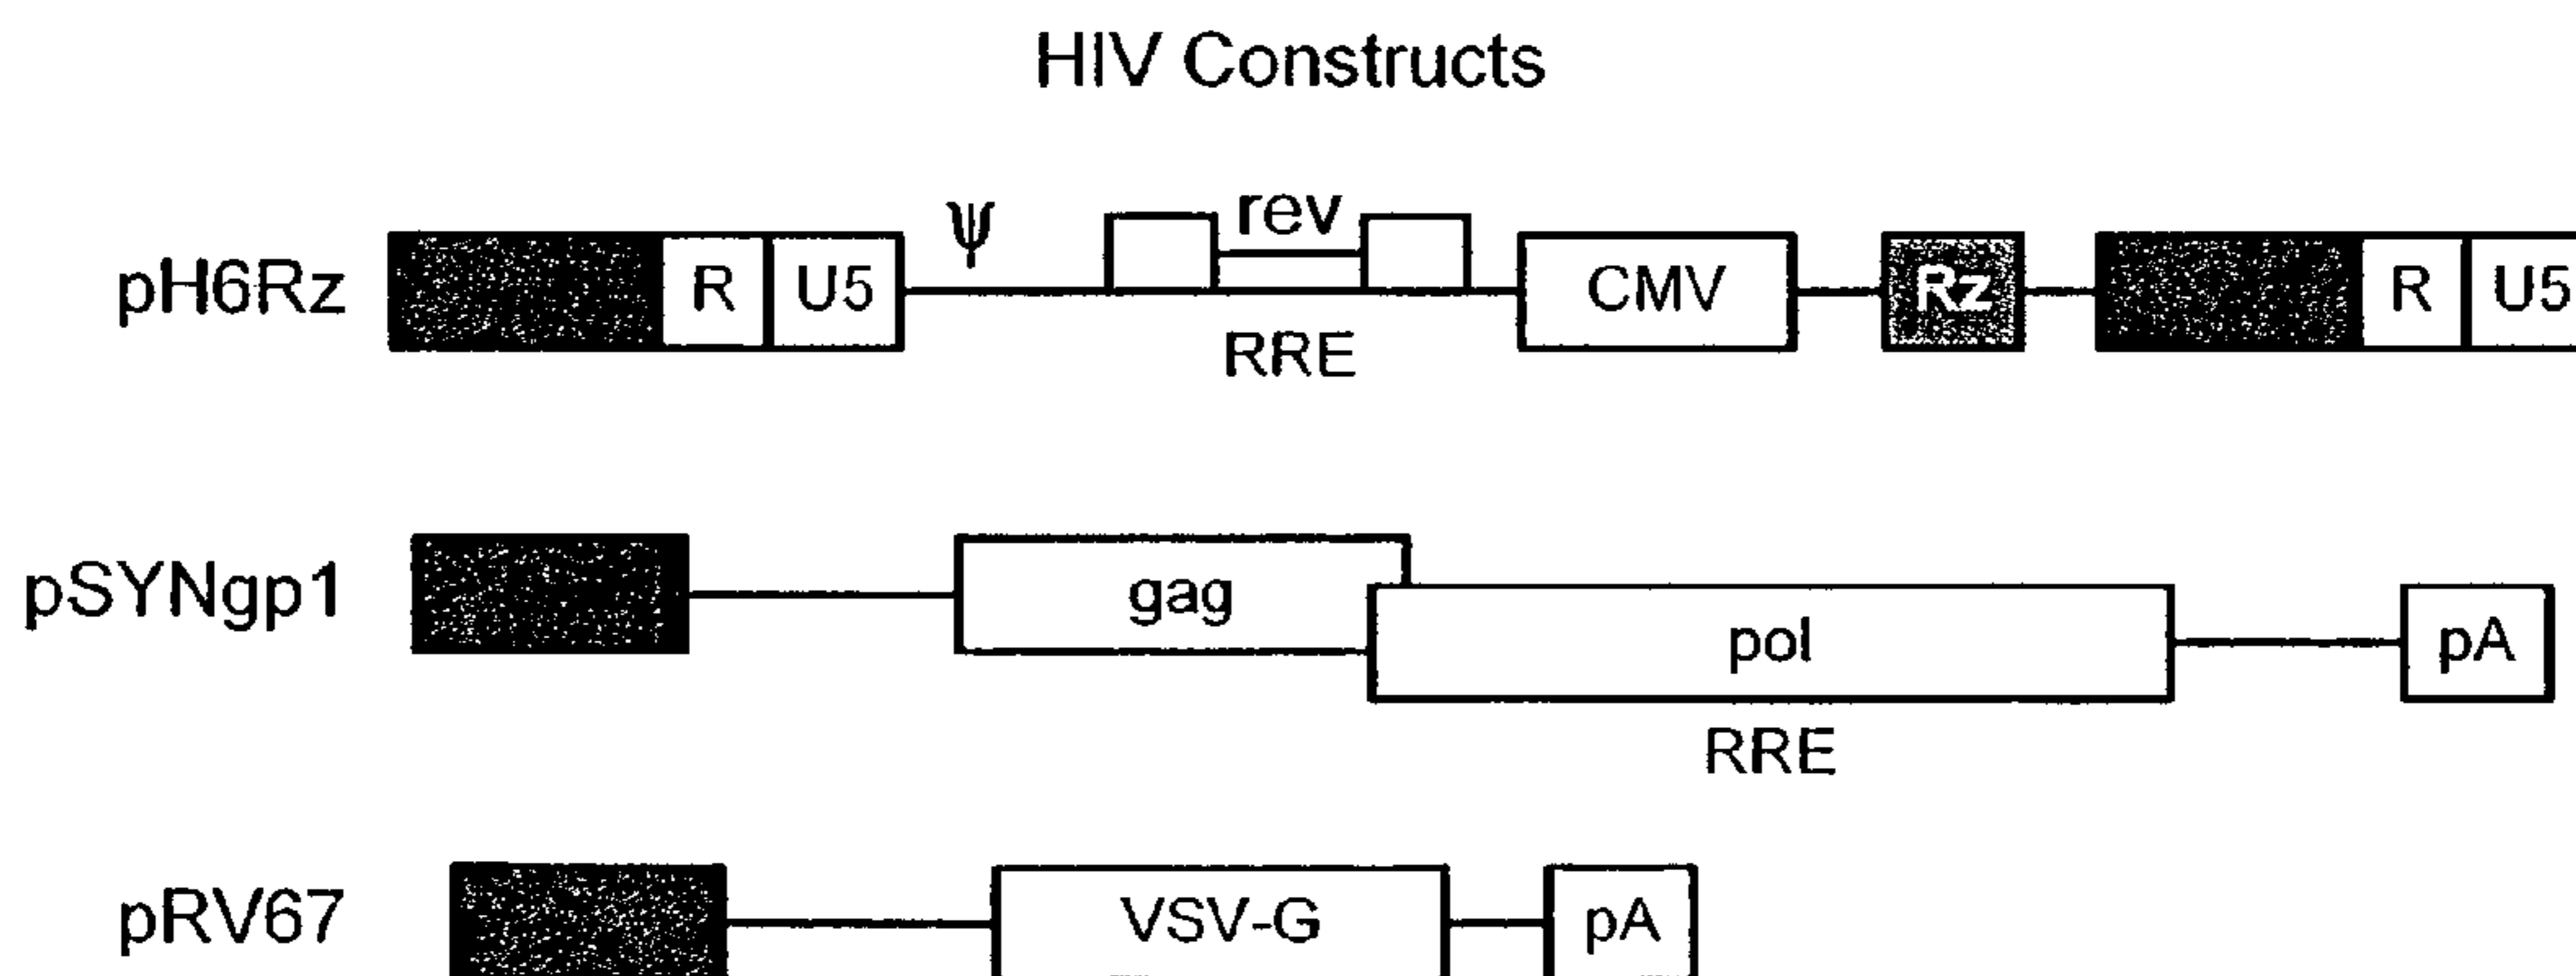 HIV Constructs
ψ rev
pH6Rz R U5 CMV Rz R U5
RRE
pSYNgp1 gag pol pA
RRE
pRV67 VSV-G pA